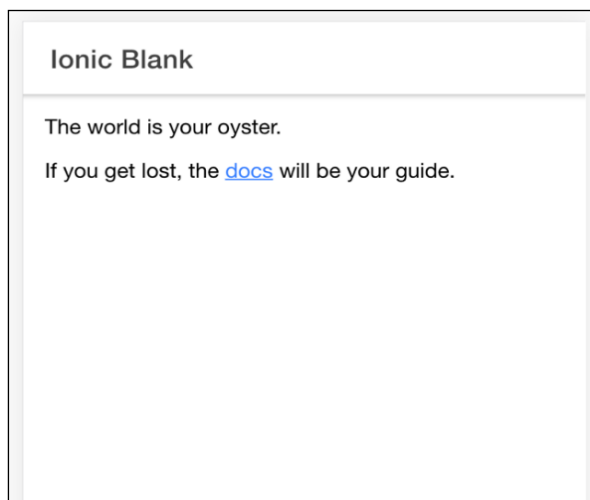 Ionic Blank
The world is your oyster.
If you get lost, the docs will be your guide.